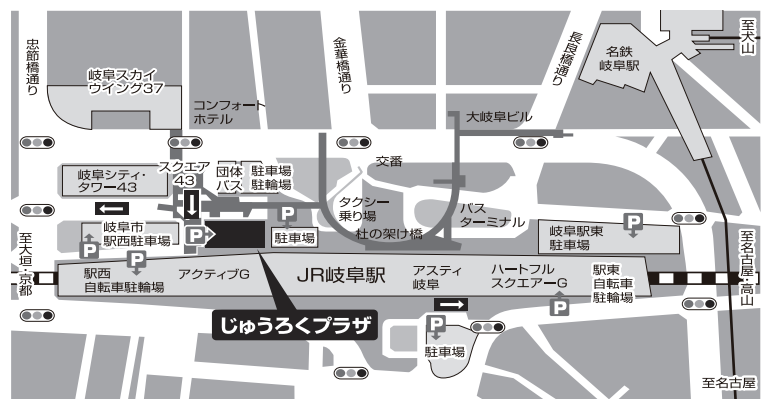 忠節橋通り
岐阜スカイ
ウイング37
コンフォート
ホテル
金華橋通り
長良橋通り
名鉄
岐阜駅
至犬山
大岐阜ビル
交番
スクエア
43
団体
バス
駐車場
駐輪場
岐阜シティ・
タワー43
タクシー
乗り場
杜の架け橋
バス
ターミナル
岐阜市
駅西駐車場
P
P
P
P
駐車場
岐阜駅東
駐車場
P
至大垣・京都
至名古屋・高山
駅西
自転車駐輪場
アクティブG
JR岐阜駅
アスティ
岐阜
ハートフル
スクエアーG
駅東
自転車
駐輪場
P
じゅうろくプラザ
P
駐車場
至名古屋